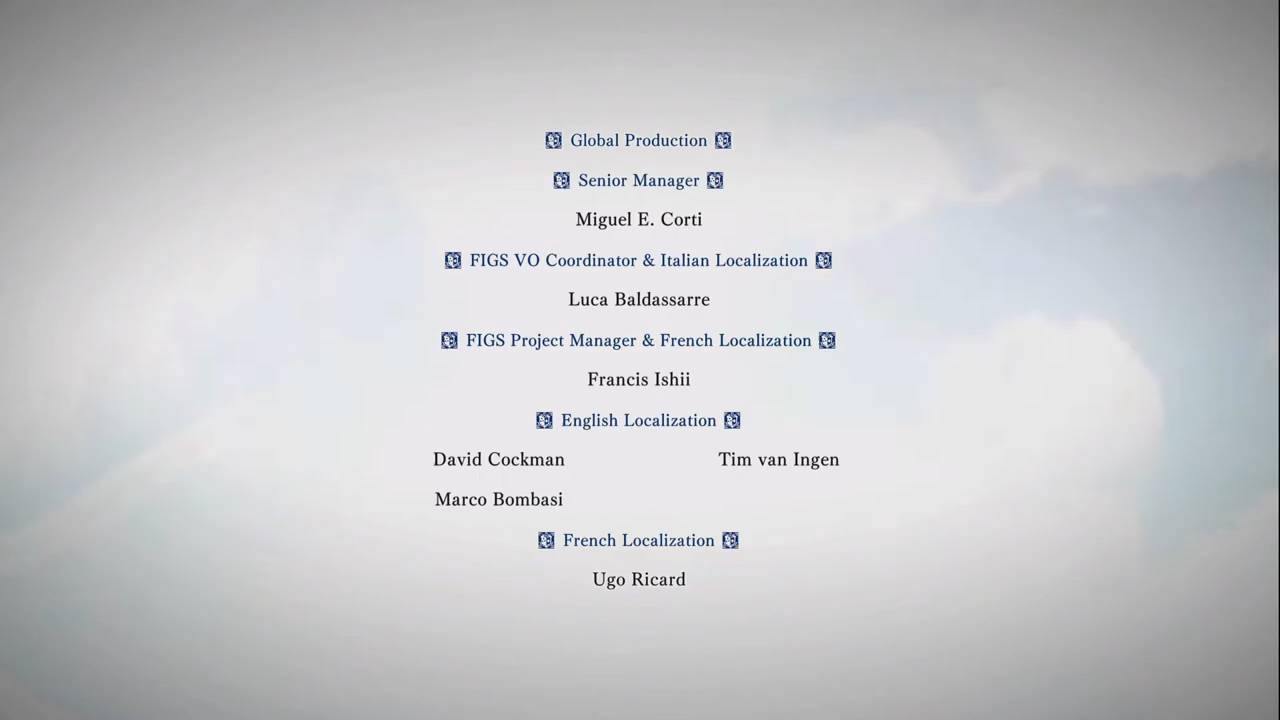 Global Production
Senior Manager
Miguel E. Corti
FIGS VO Coordinator & Italian Localization
Luca Baldassarre
FIGS Project Manager & French Localization
Francis Ishii
English Localization
David Cockman Tim van Ingen
Marco Bombasi
French Localization
Ugo Ricard